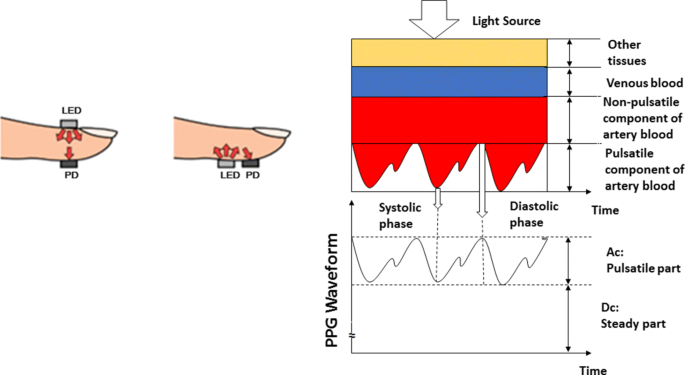 LED
PD
LED PD
Light Source
Other
tissues
Venous blood
Non-pulsatile
component of
artery blood
Pulsatile
component of
artery blood
Time
Systolic
phase
Diastolic
phase
PPG Waveform
Ac:
Pulsatile part
Dc:
Steady part
Time